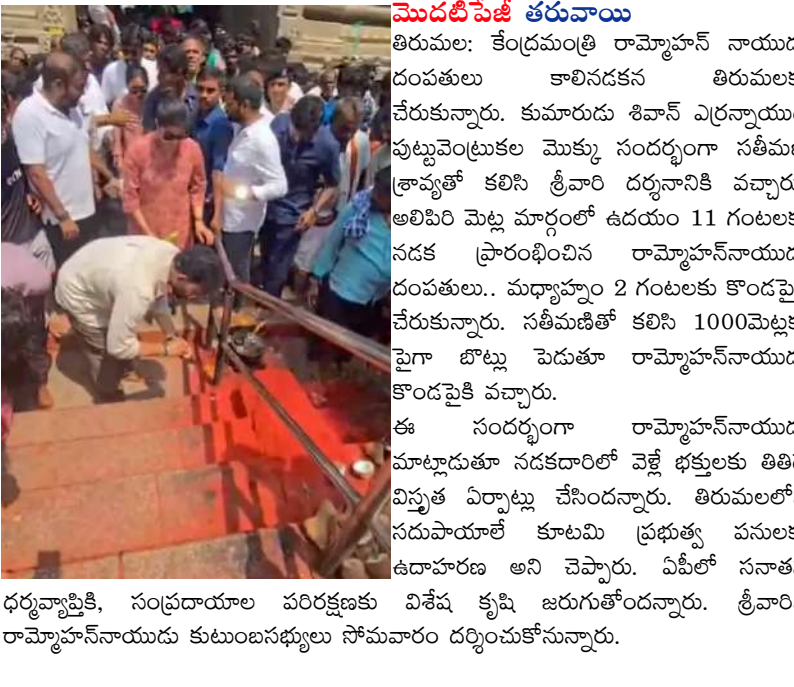 మొదటిపేజీ తరువాయి
తిరుమల: కేంద్రమంత్రి రామ్మోహన్ నాయుడ
దంపతులు కాలినడకన తిరుమలక
చేరుకున్నారు. కుమారుడు శివాన్ ఎర్రన్నాయుడ
పుట్టువెంట్రుకల మొక్కు సందర్భంగా సతీమణ
శ్రావ్యతో కలిసి శ్రీవారి దర్శనానికి వచ్చారు
అలిపిరి మెట్ల మార్గంలో ఉదయం 11 గంటలక
నడక ప్రారంభించిన రామ్మోహన్‌నాయుడ
దంపతులు.. మధ్యాహ్నం 2 గంటలకు కొండపై
చేరుకున్నారు. సతీమణితో కలిసి 1000మెట్లక
పైగా బొట్లు పెడుతూ రామ్మోహన్‌నాయుడ
కొండపైకి వచ్చారు.
ఈ సందర్భంగా రామ్మోహన్‌నాయుడ
మాట్లాడుతూ నడకదారిలో వెళ్లే భక్తులకు తితిద
విస్తృత ఏర్పాట్లు చేసిందన్నారు. తిరుమలలో
సదుపాయాలే కూటమి ప్రభుత్వ పనులక
ఉదాహరణ అని చెప్పారు. ఏపీలో సనాతన
ధర్మవ్యాప్తికి, సంప్రదాయాల పరిరక్షణకు విశేష కృషి జరుగుతోందన్నారు. శ్రీవారిన
రామ్మోహన్‌నాయుడు కుటుంబసభ్యులు సోమవారం దర్శించుకోనున్నారు.